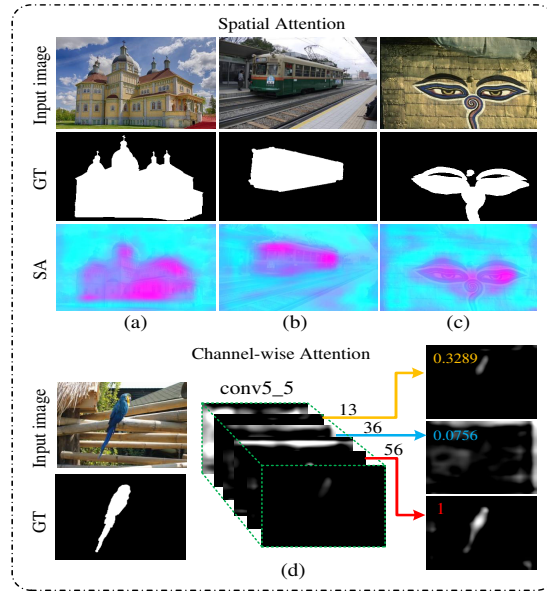 Spatial Attention
Input image
GT
SA
(a)
(b)
(c)
Channel-wise Attention
Input image
GT
conv5_5
13
36
56
0.3289
0.0756
1
(d)